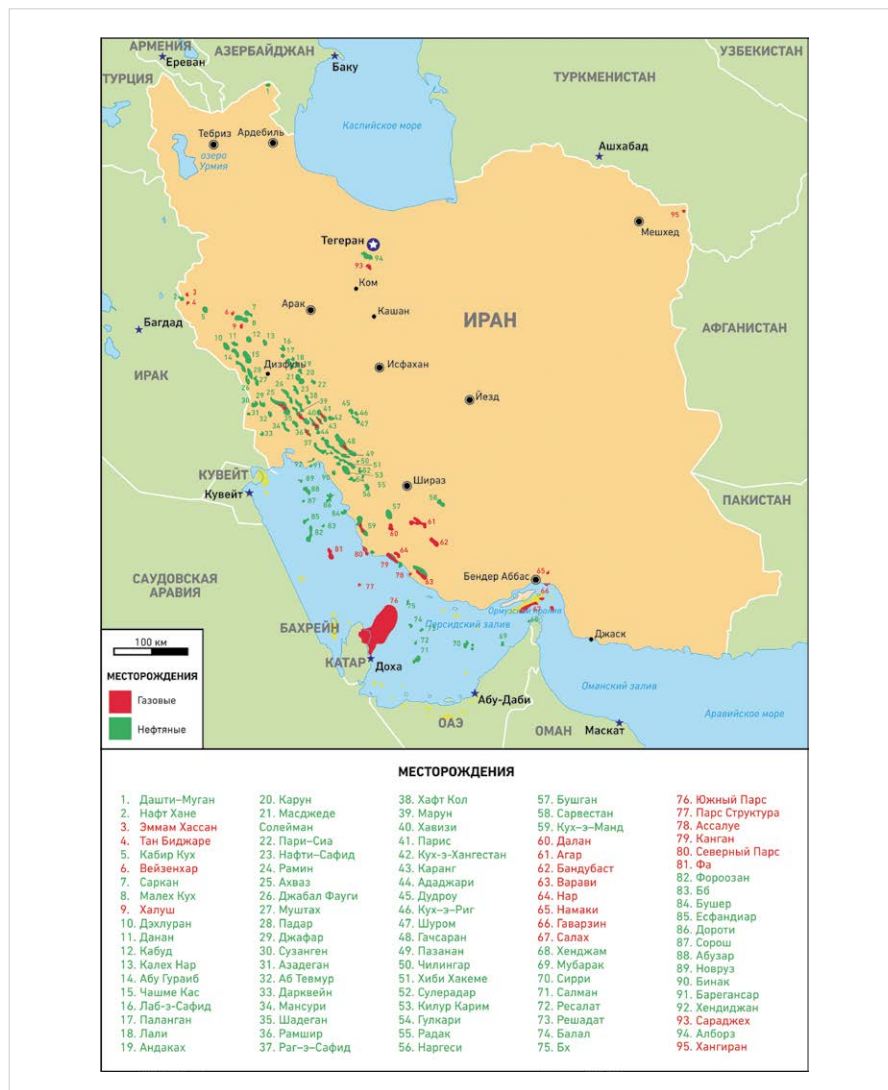 АРМЕНИЯ
АЗЕРБАЙДЖАН
УЗБЕКИСТАН
Ереван
Баку
ТУРЦИЯ
ТУРКМЕНИСТАН
1
Каспийское море
Тебриз
Ардебиль
озеро
Урмия
Ашхабад
95
Мешхед
Тегеран
94
93
Ком
Арак
Кашан
ИРАН
Багдад
АФГАНИСТАН
ИРАК
Дизфуль
Исфахан
Йезд
КУВЕЙТ
Кувейт
Шираз
ПАКИСТАН
САУДОВСКАЯ
АРАВИЯ
Бендер Аббас
Ормузский пролив
БАХРЕЙН
Персидский залив
Джаск
КАТАР
Доха
Оманский залив
Абу-Даби
Аравийское море
ОАЭ
ОМАН
Маскат
100 км
МЕСТОРОЖДЕНИЯ
Газовые
Нефтяные
МЕСТОРОЖДЕНИЯ
1. Дашти–Муган
2. Нафт Хане
3. Эммам Хассан
4. Тан Биджаре
5. Кабир Кух
6. Вейзенхар
7. Саркан
8. Малех Кух
9. Халуш
10. Дэхлуран
11. Данан
12. Кабуд
13. Калех Нар
14. Абу Гураиб
15. Чашме Кас
16. Лаб-э-Сафид
17. Паланган
18. Лали
19. Андаках
20. Карун
21. Масджеде
Солейман
22. Пари–Сиа
23. Нафти–Сафид
24. Рамин
25. Ахваз
26. Джабал Фауги
27. Муштах
28. Падар
29. Джафар
30. Сузанген
31. Азадеган
32. Аб Тевмур
33. Дарквейн
34. Мансури
35. Шадеган
36. Рамшир
37. Раг–э–Сафид
38. Хафт Кол
39. Марун
40. Хавизи
41. Парис
42. Кух-э-Хангестан
43. Каранг
44. Ададжари
45. Дудроу
46. Кух–э–Риг
47. Шуром
48. Гачсаран
49. Пазанан
50. Чилингар
51. Хиби Хакеме
52. Сулерадар
53. Килур Карим
54. Гулкари
55. Радак
56. Наргеси
57. Бушган
58. Сарвестан
59. Кух–э–Манд
60. Далан
61. Агар
62. Бандубаст
63. Варави
64. Нар
65. Намаки
66. Гаварзин
67. Салах
68. Хенджам
69. Мубарак
70. Сирри
71. Салман
72. Ресалат
73. Решадат
74. Балал
75. Бх
76. Южный Парс
77. Парс Структура
78. Ассалуе
79. Канган
80. Северный Парс
81. Фа
82. Фороозан
83. Бб
84. Бушер
85. Есфандиар
86. Дороти
87. Сорош
88. Абузар
89. Новруз
90. Бинак
91. Барегансар
92. Хендиджан
93. Сараджех
94. Алборз
95. Хангиран